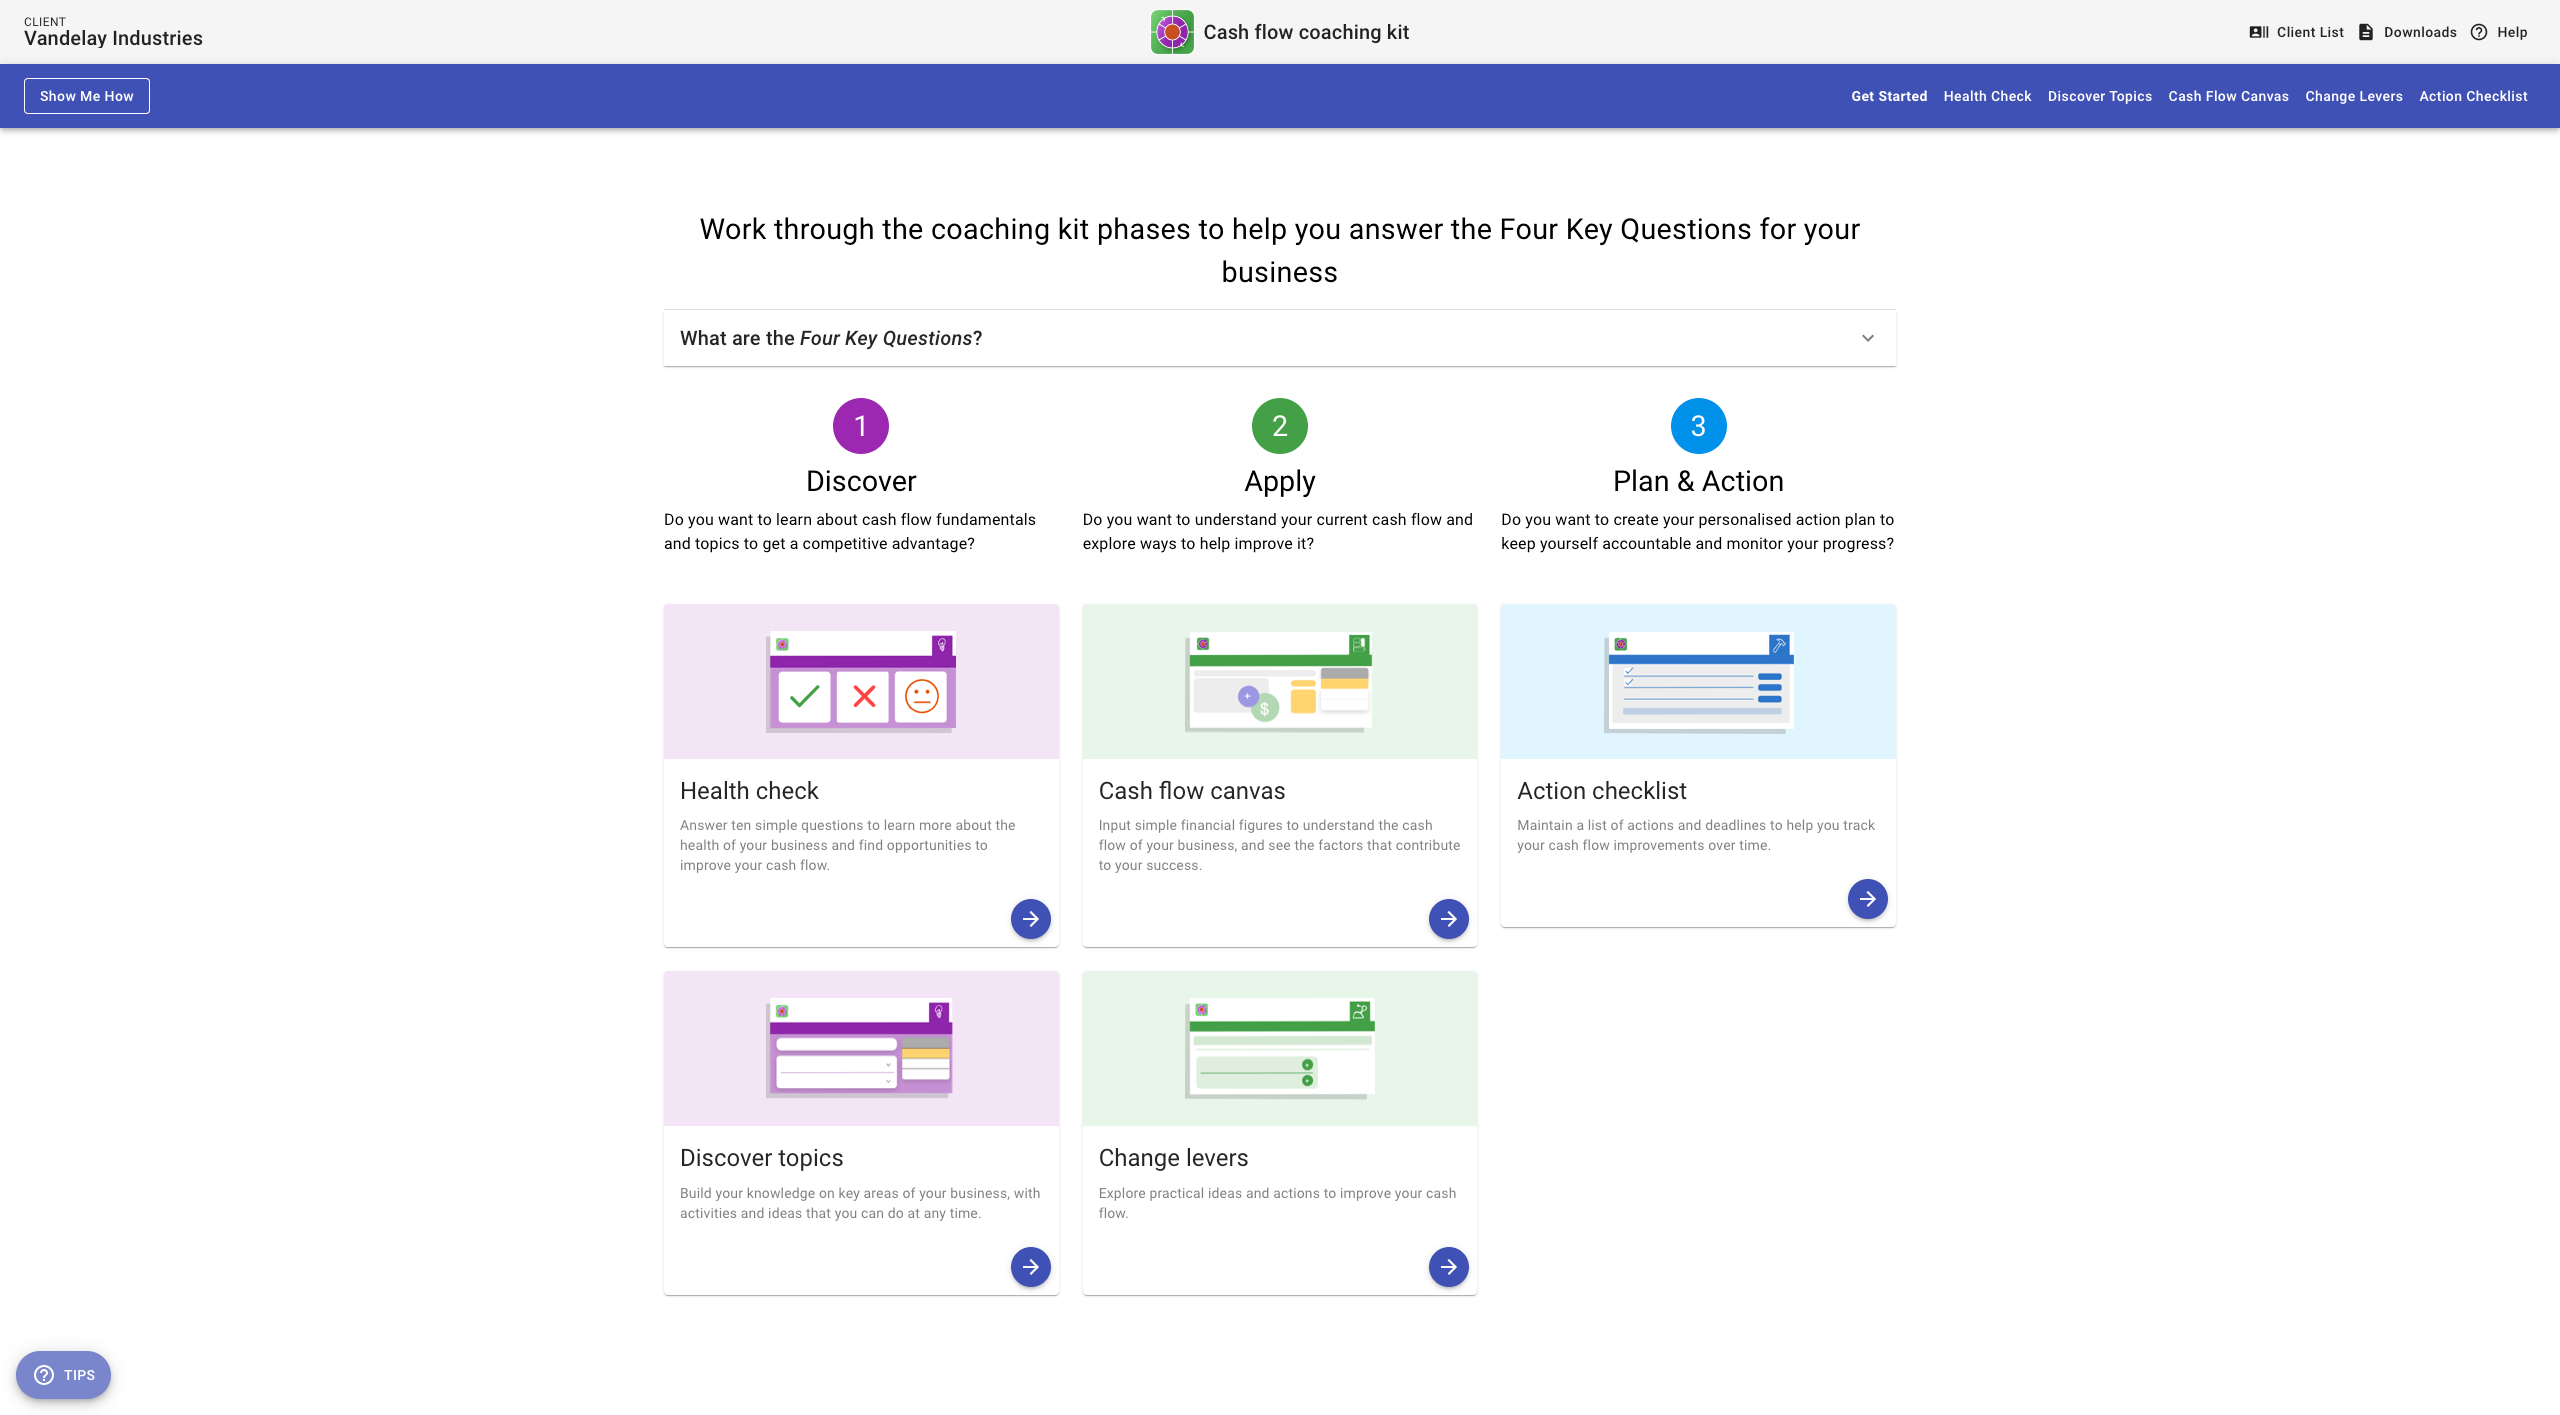 CLIENT
Vandelay Industries
Cash flow coaching kit
Client List
Downloads
Help
Show Me How
Get Started
Health Check
Discover Topics
Cash Flow Canvas
Change Levers
Action Checklist
Work through the coaching kit phases to help you answer the Four Key Questions for your
business
What are the Four Key Questions?
1
Discover
Do you want to learn about cash flow fundamentals
and topics to get a competitive advantage?
2
Apply
Do you want to understand your current cash flow and
explore ways to help improve it?
3
Plan & Action
Do you want to create your personalised action plan to
keep yourself accountable and monitor your progress?
Health check
Answer ten simple questions to learn more about the
health of your business and find opportunities to
improve your cash flow.
$
Cash flow canvas
Input simple financial figures to understand the cash
flow of your business, and see the factors that contribute
to your success.
Action checklist
Maintain a list of actions and deadlines to help you track
your cash flow improvements over time.
Discover topics
Build your knowledge on key areas of your business, with
activities and ideas that you can do at any time.
Change levers
Explore practical ideas and actions to improve your cash
flow.
TIPS